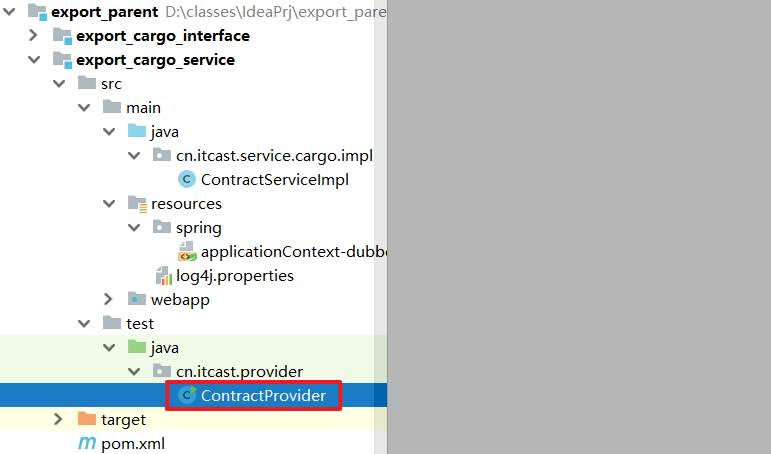 export_parent D:\classes\IdeaPrj\export_pare
export_cargo_interface
export_cargo_service
src
main
java
cn.itcast.service.cargo.impl
C ContractServiceImpl
resources
spring
applicationContext-dubb
log4j.properties
webapp
test
java
cn.itcast.provider
C ContractProvider
target
m pom.xml